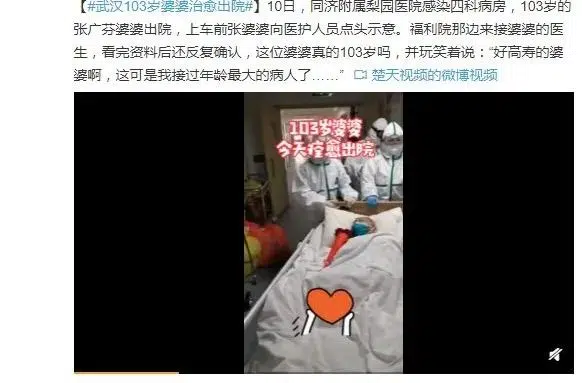 #武汉103岁婆婆治愈出院# 10日，同济附属梨园医院感染四科病房，103岁的
张广芬婆婆出院，上车前张婆婆向医护人员点头示意。福利院那边来接婆婆的医
生，看完资料后还反复确认，这位婆婆真的103岁吗，并玩笑着说：“好高寿的婆
婆啊，这可是我接过年龄最大的病人了……” 楚天视频的微博视频
103岁婆婆
今天痊愈出院